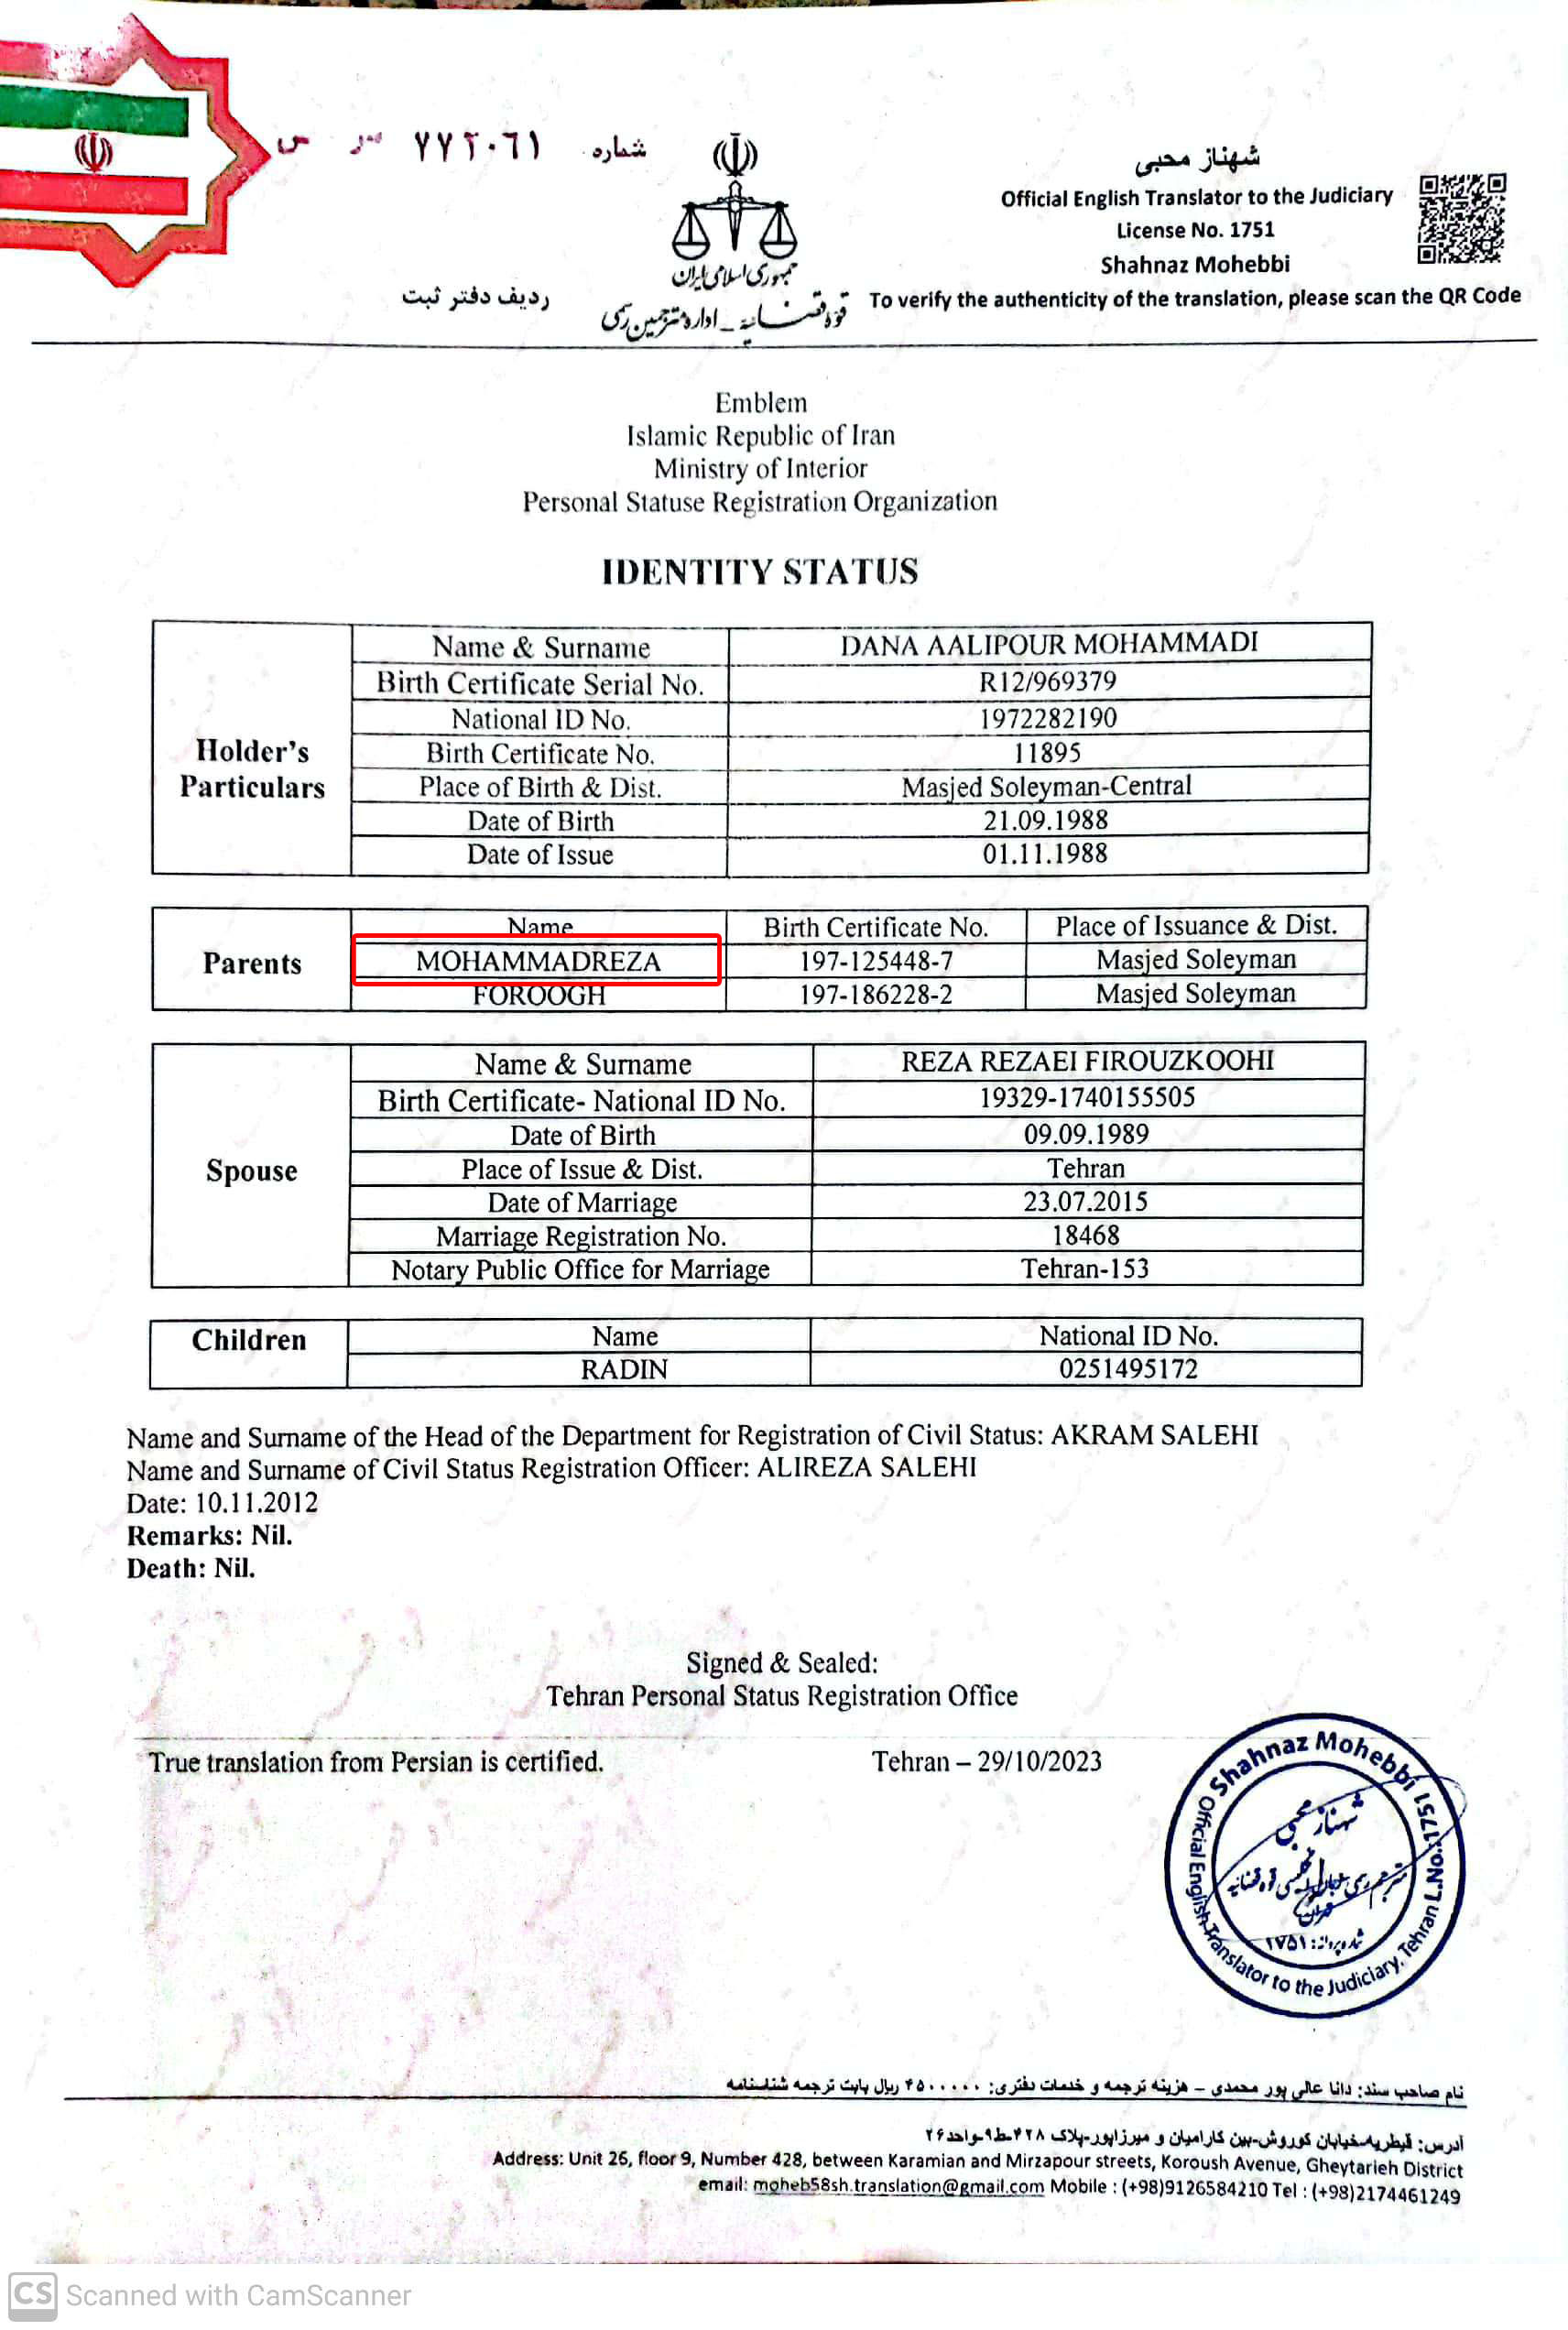 شماره ۷۷۲۰۶۱ س س
ردیف دفتر ثبت
جمهوری اسلامی ایران
قوه قضائیه - اداره مترجمین رسمی
شهناز محبی
Official English Translator to the Judiciary
License No. 1751
Shahnaz Mohebbi
To verify the authenticity of the translation, please scan the QR Code
Emblem
Islamic Republic of Iran
Ministry of Interior
Personal Statuse Registration Organization
IDENTITY STATUS
Holder's Particulars
Name & Surname DANA AALIPOUR MOHAMMADI
Birth Certificate Serial No. R12/969379
National ID No. 1972282190
Birth Certificate No. 11895
Place of Birth & Dist. Masjed Soleyman-Central
Date of Birth 21.09.1988
Date of Issue 01.11.1988
Parents
Name Birth Certificate No. Place of Issuance & Dist.
MOHAMMADREZA 197-125448-7 Masjed Soleyman
FOROOGH 197-186228-2 Masjed Soleyman
Spouse
Name & Surname REZA REZAEI FIROUZKOOHI
Birth Certificate- National ID No. 19329-1740155505
Date of Birth 09.09.1989
Place of Issue & Dist. Tehran
Date of Marriage 23.07.2015
Marriage Registration No. 18468
Notary Public Office for Marriage Tehran-153
Children
Name National ID No.
RADIN 0251495172
Name and Surname of the Head of the Department for Registration of Civil Status: AKRAM SALEHI
Name and Surname of Civil Status Registration Officer: ALIREZA SALEHI
Date: 10.11.2012
Remarks: Nil.
Death: Nil.
Signed & Sealed:
Tehran Personal Status Registration Office
True translation from Persian is certified. Tehran – 29/10/2023
Shahnaz Mohebbi
Official English Translator to the Judiciary, Tehran L.No.1751
شهناز محبی
شماره پروانه: ۱۷۵۱
نام صاحب سند: دانا عالی پور محمدی - هزینه ترجمه و خدمات دفتری: ۴۵۰۰۰۰۰ ریال بابت ترجمه شناسنامه
آدرس: قیطریه-خیابان کوروش-بین کارامیان و میرزاپور-پلاک ۴۲۸-ط۹-واحد۲۶
Address: Unit 26, floor 9, Number 428, between Karamian and Mirzapour streets, Koroush Avenue, Gheytarieh District
email: moheb58sh.translation@gmail.com Mobile : (+98)9126584210 Tel : (+98)2174461249
CS Scanned with CamScanner